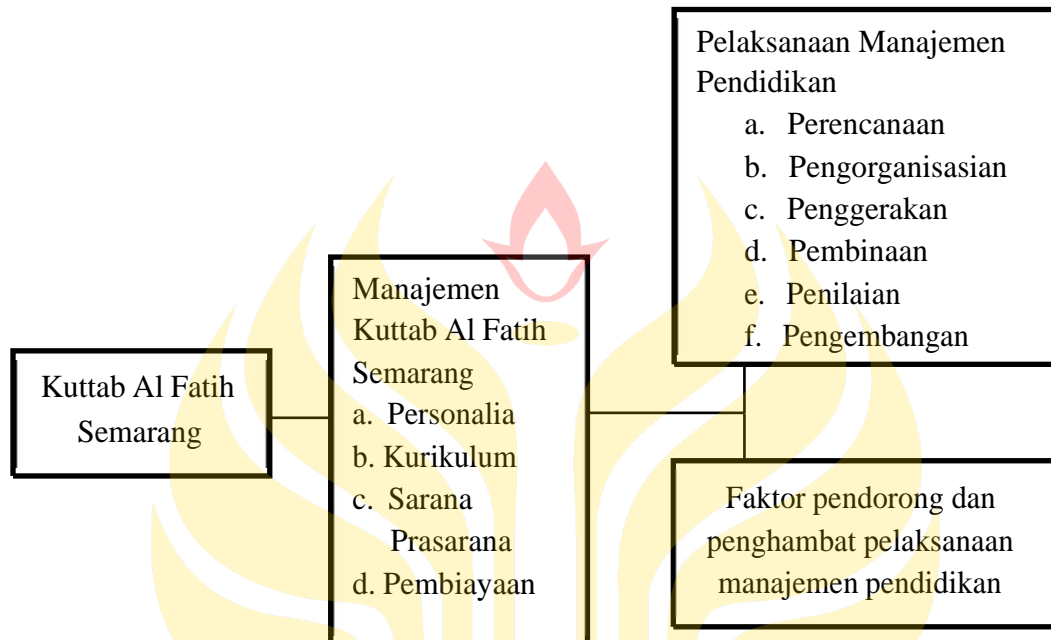 Kuttab Al Fatih
Semarang
Manajemen
Kuttab Al Fatih
Semarang
a. Personalia
b. Kurikulum
c. Sarana
Prasarana
d. Pembiayaan
Pelaksanaan Manajemen
Pendidikan
a. Perencanaan
b. Pengorganisasian
c. Penggerakan
d. Pembinaan
e. Penilaian
f. Pengembangan
Faktor pendorong dan
penghambat pelaksanaan
manajemen pendidikan